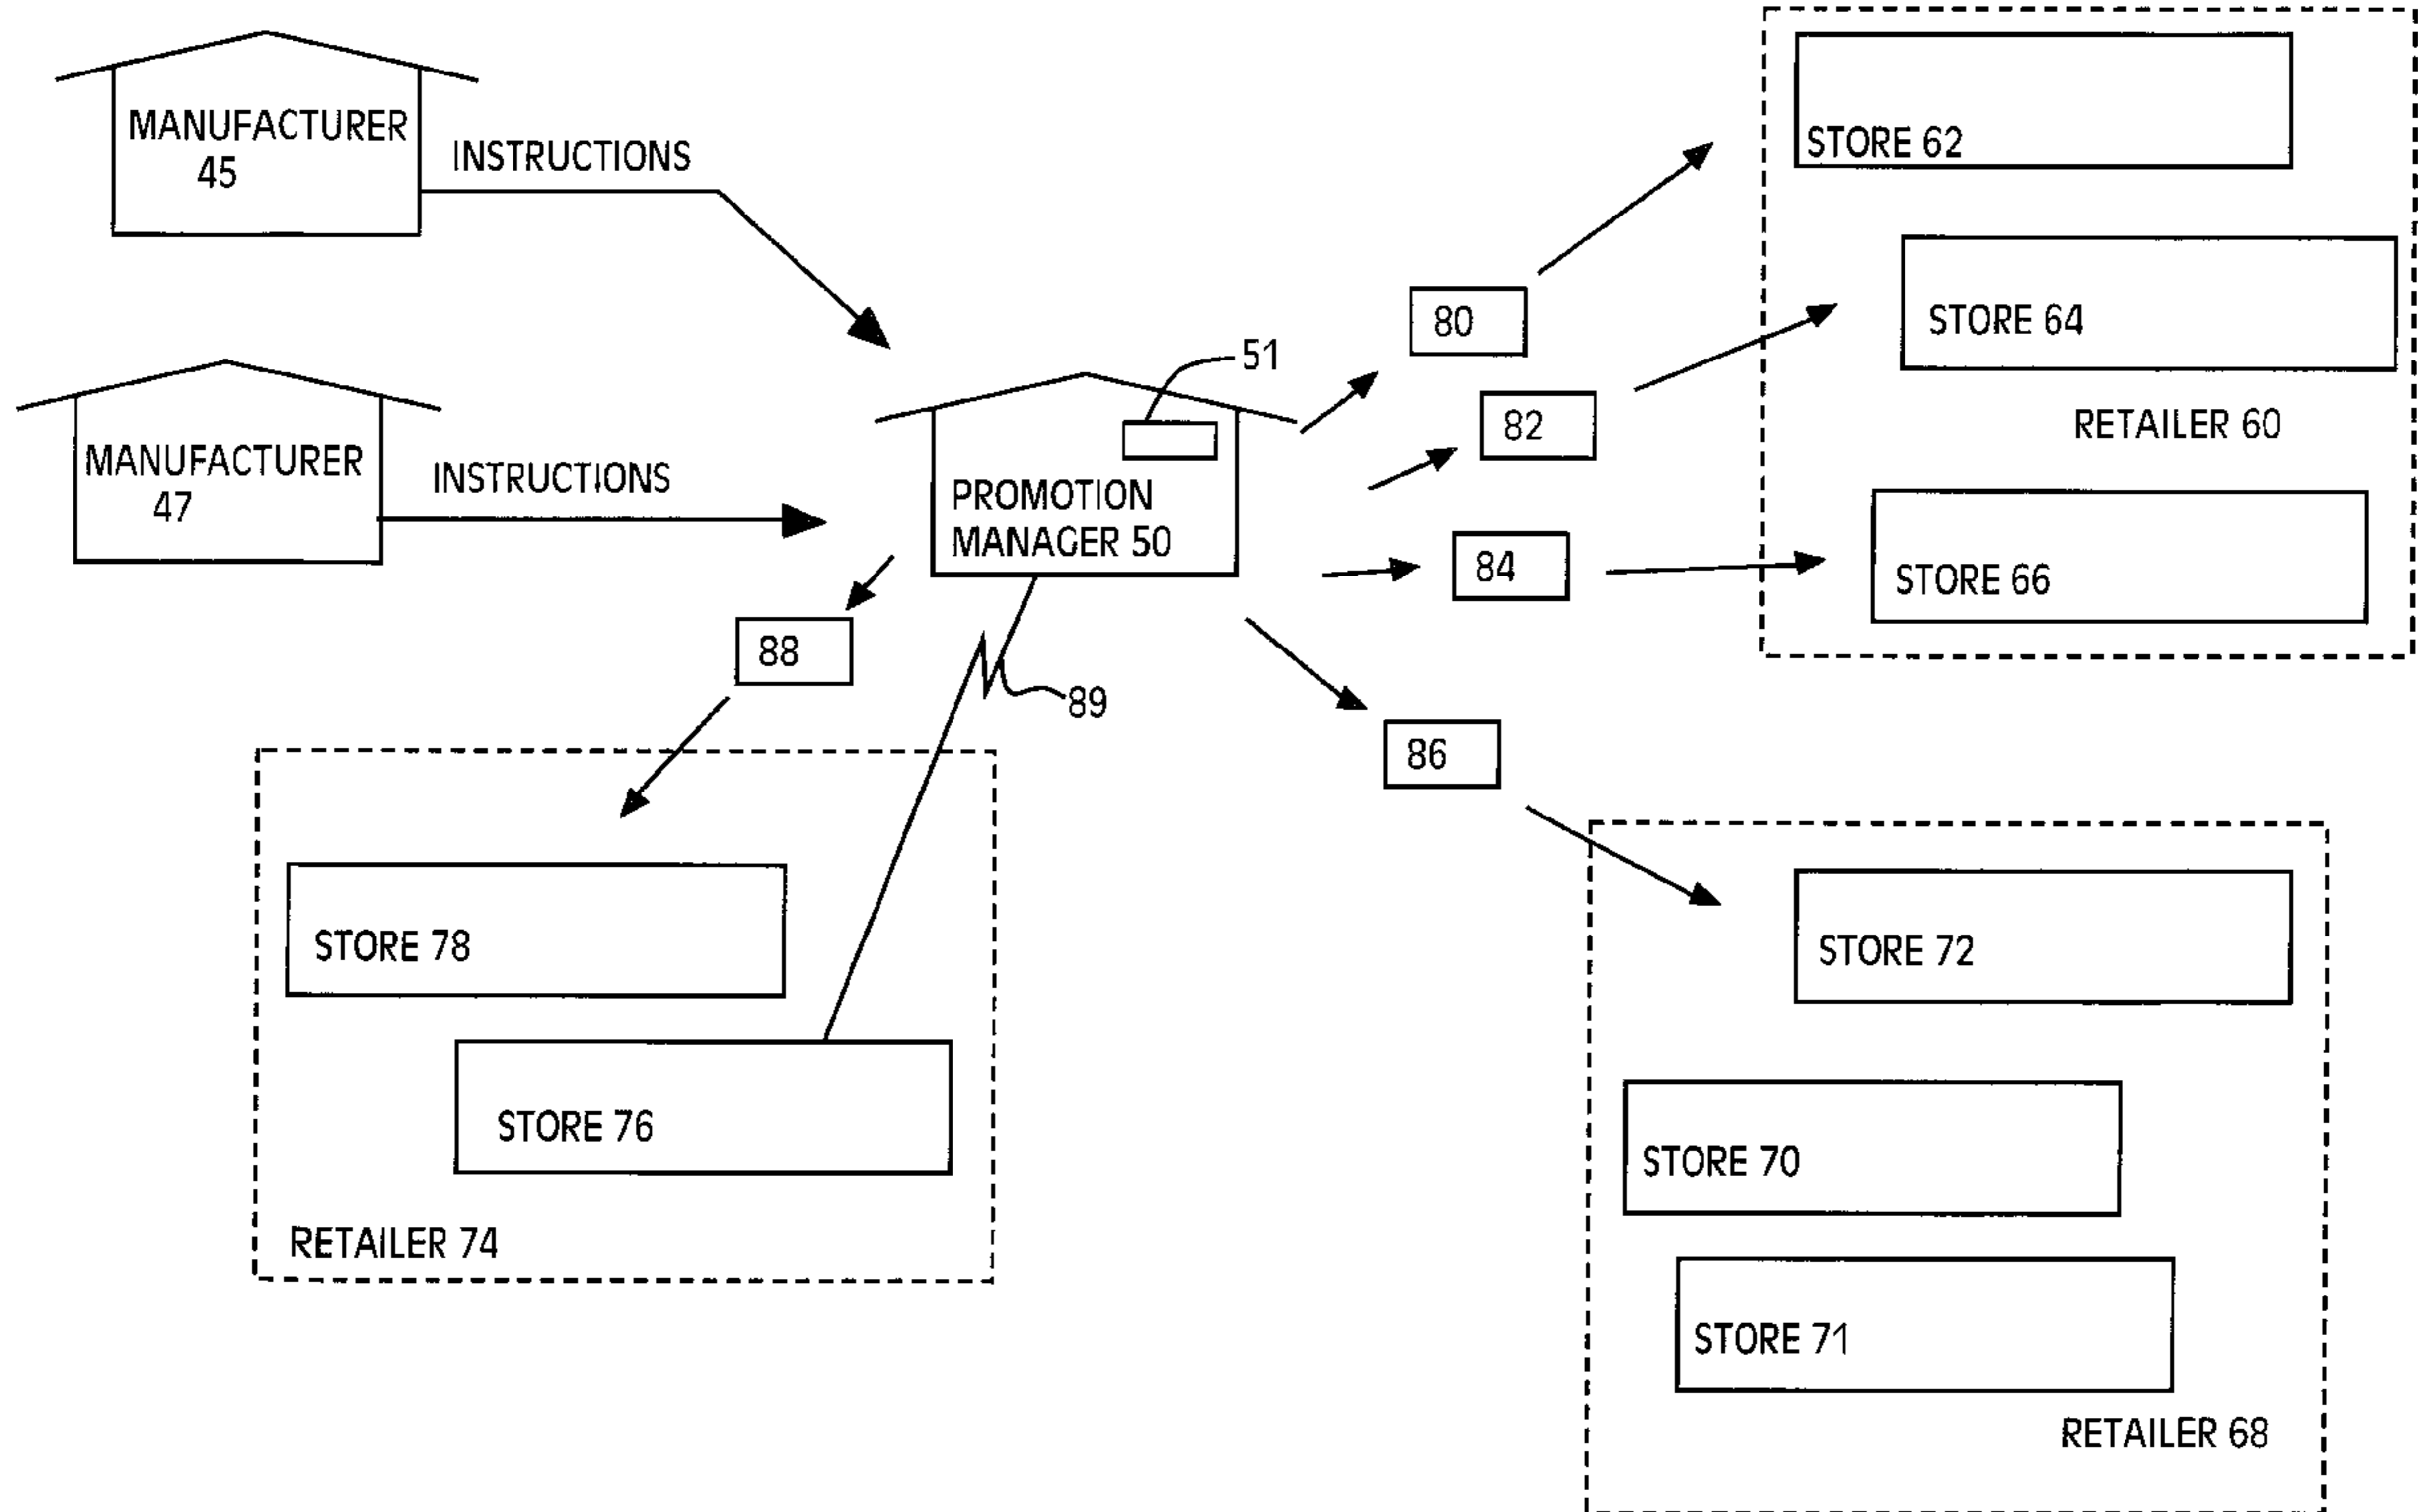 MANUFACTURER
45
INSTRUCTIONS
MANUFACTURER
47
INSTRUCTIONS
51
PROMOTION
MANAGER 50
80
82
84
86
88
89
STORE 62
STORE 64
RETAILER 60
STORE 66
STORE 78
STORE 76
RETAILER 74
STORE 72
STORE 70
STORE 71
RETAILER 68